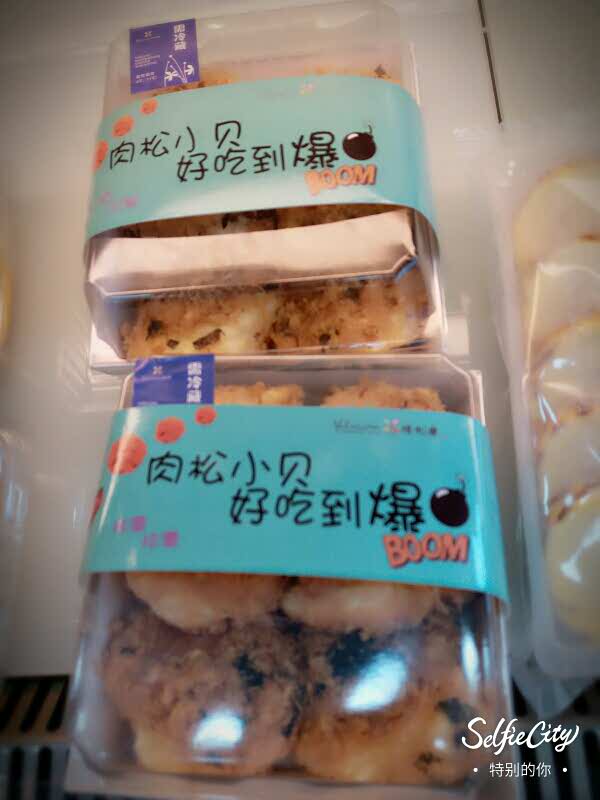 需冷藏
肉松小贝
好吃到爆
BOOM
需冷藏
肉松小贝
好吃到爆
BOOM
SelfieCity
· 特别的你 ·